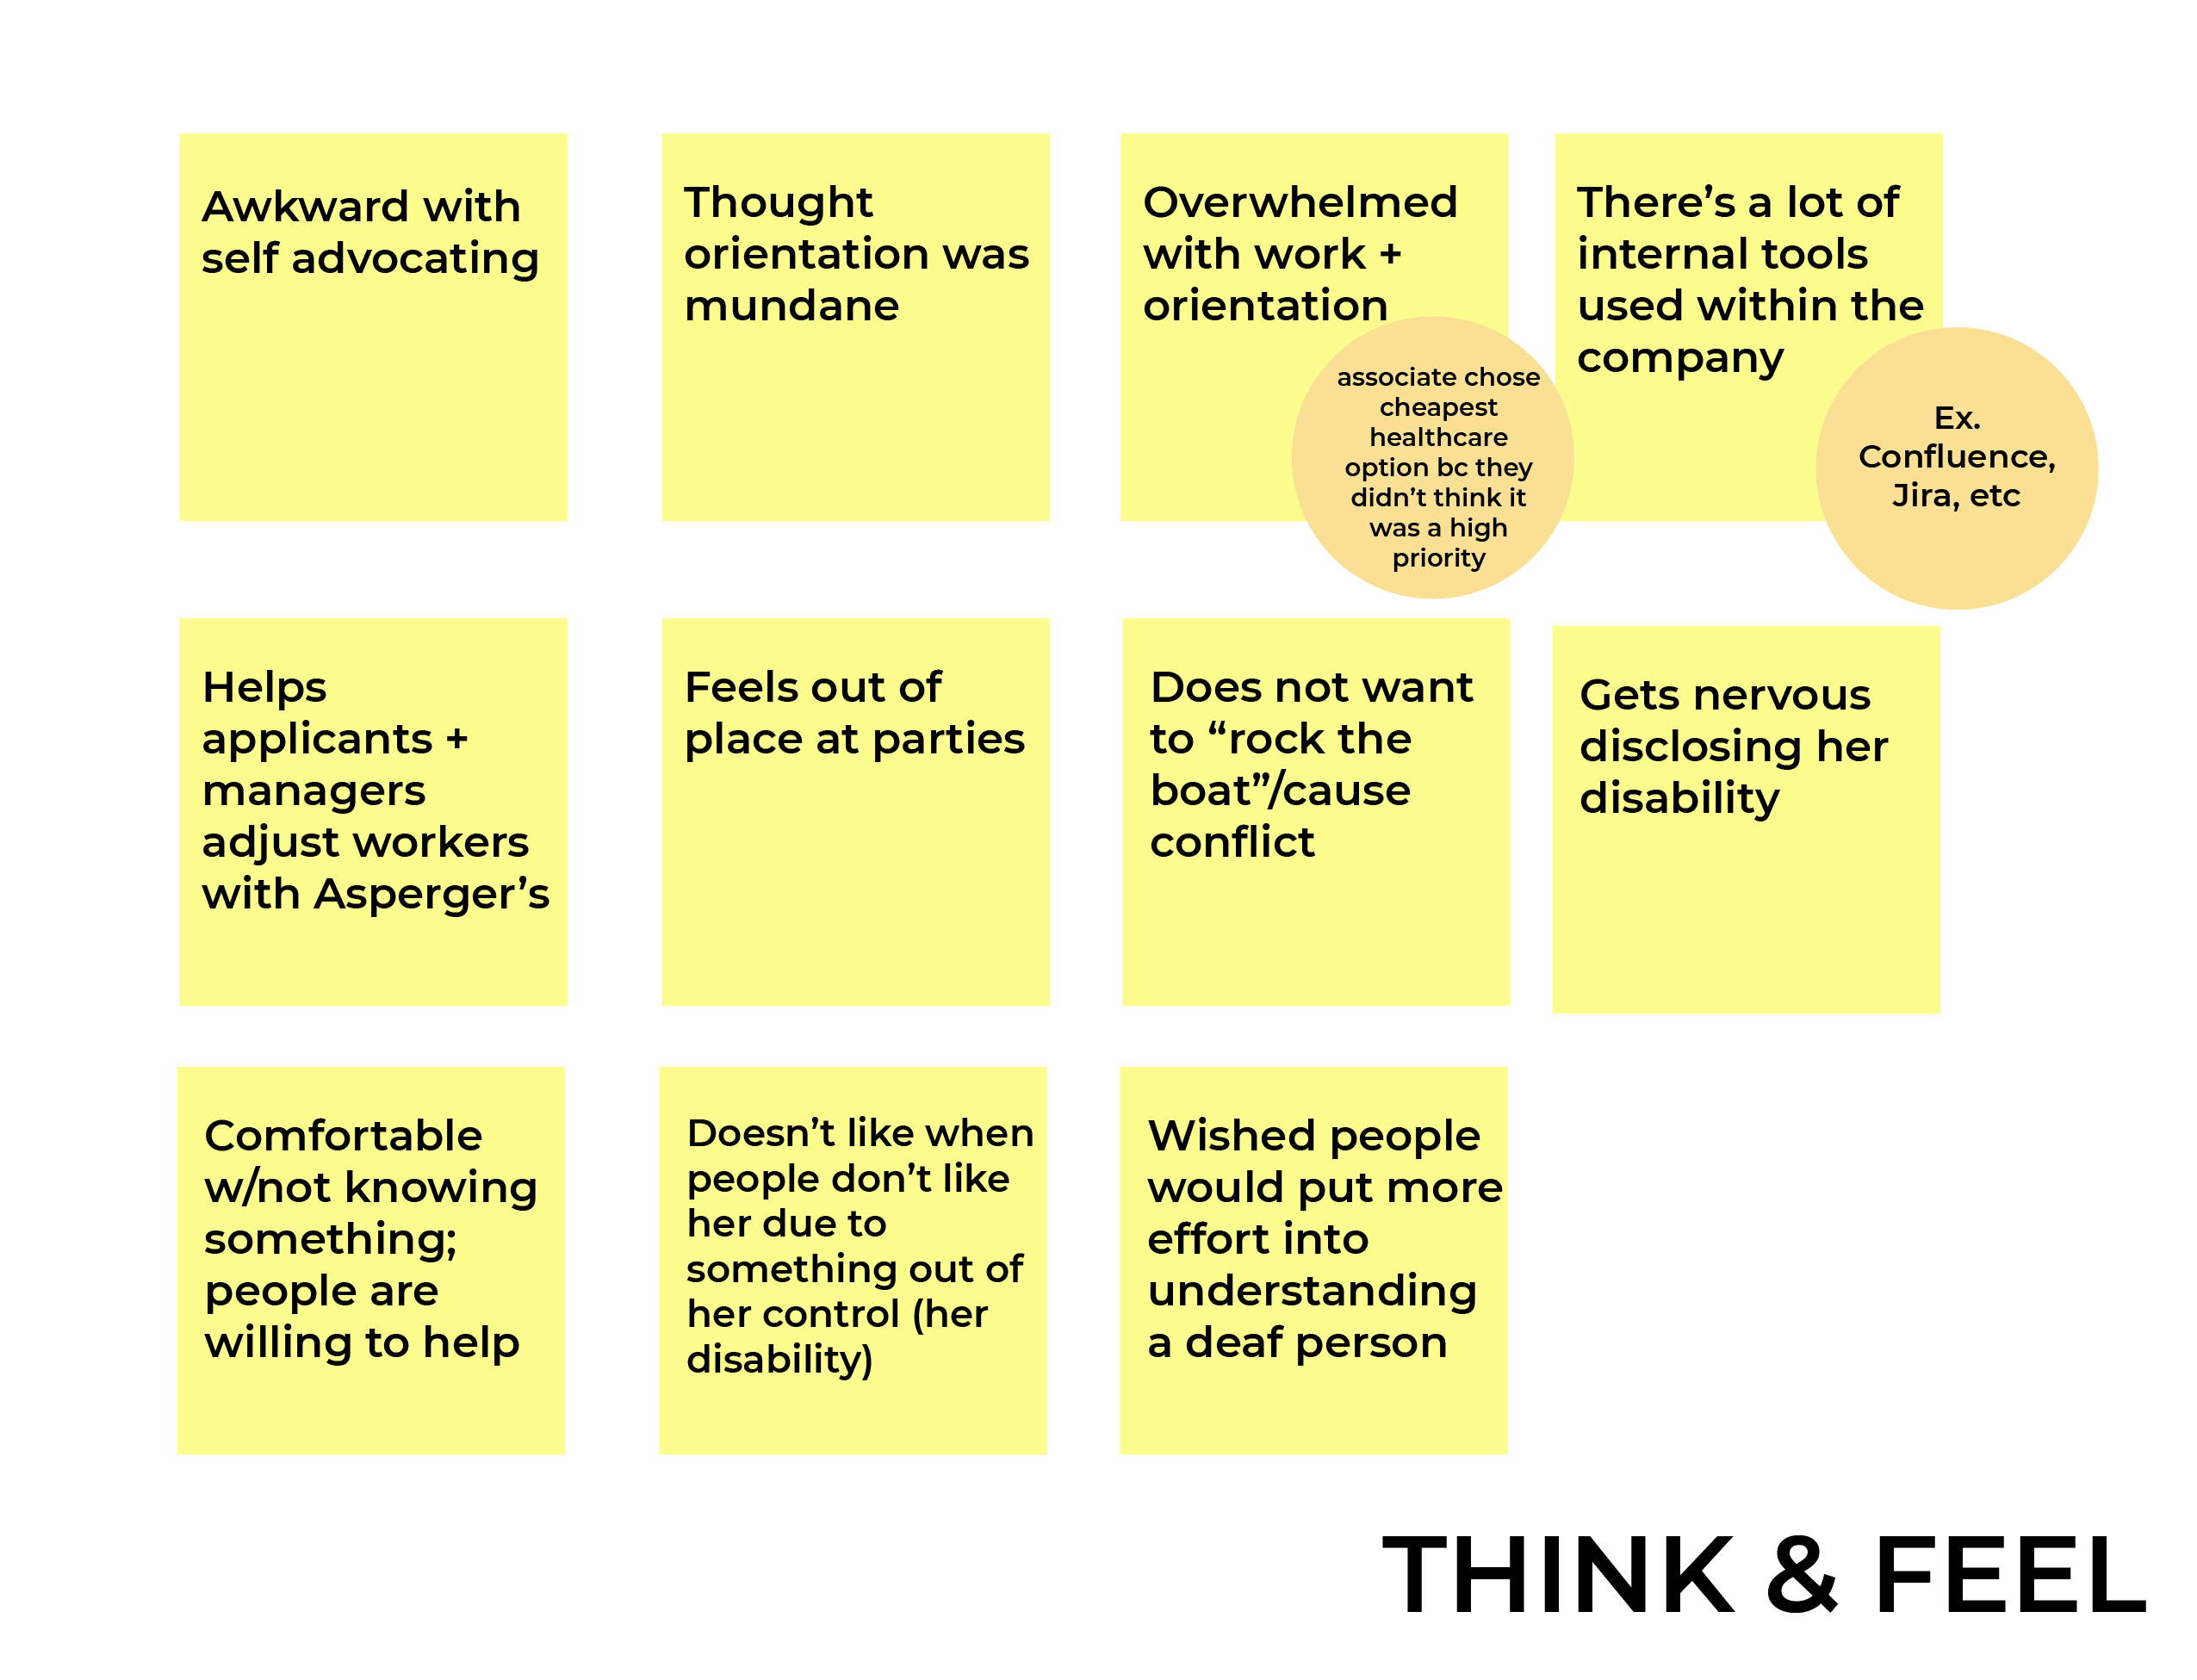 Awkward with
self advocating
Thought
orientation was
mundane
Overwhelmed
with work +
orientation
associate chose
cheapest
healthcare
option bc they
didn’t think it
was a high
priority
There’s a lot of
internal tools
used within the
company
Ex.
Confluence,
Jira, etc
Helps
applicants +
managers
adjust workers
with Asperger’s
Feels out of
place at parties
Does not want
to “rock the
boat”/cause
conflict
Gets nervous
disclosing her
disability
Comfortable
w/not knowing
something;
people are
willing to help
Doesn’t like when
people don’t like
her due to
something out of
her control (her
disability)
Wished people
would put more
effort into
understanding
a deaf person
THINK & FEEL